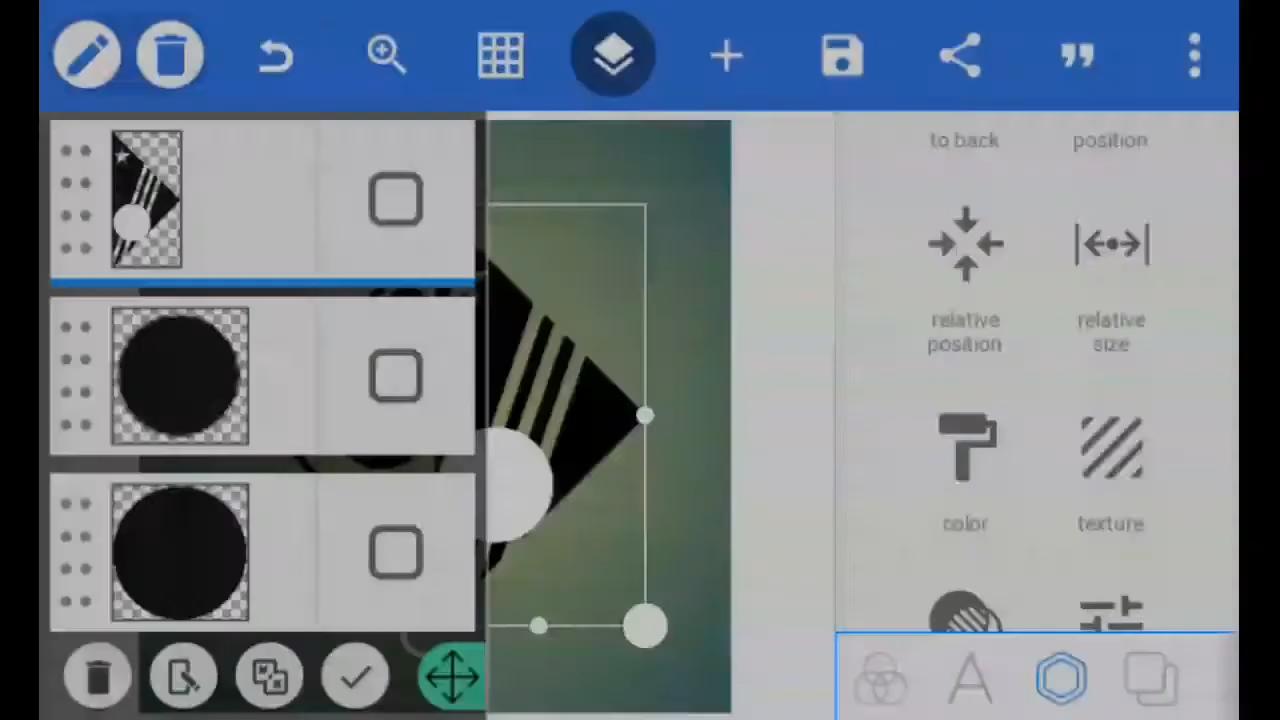 to back
position
relative
position
relative
size
color
texture